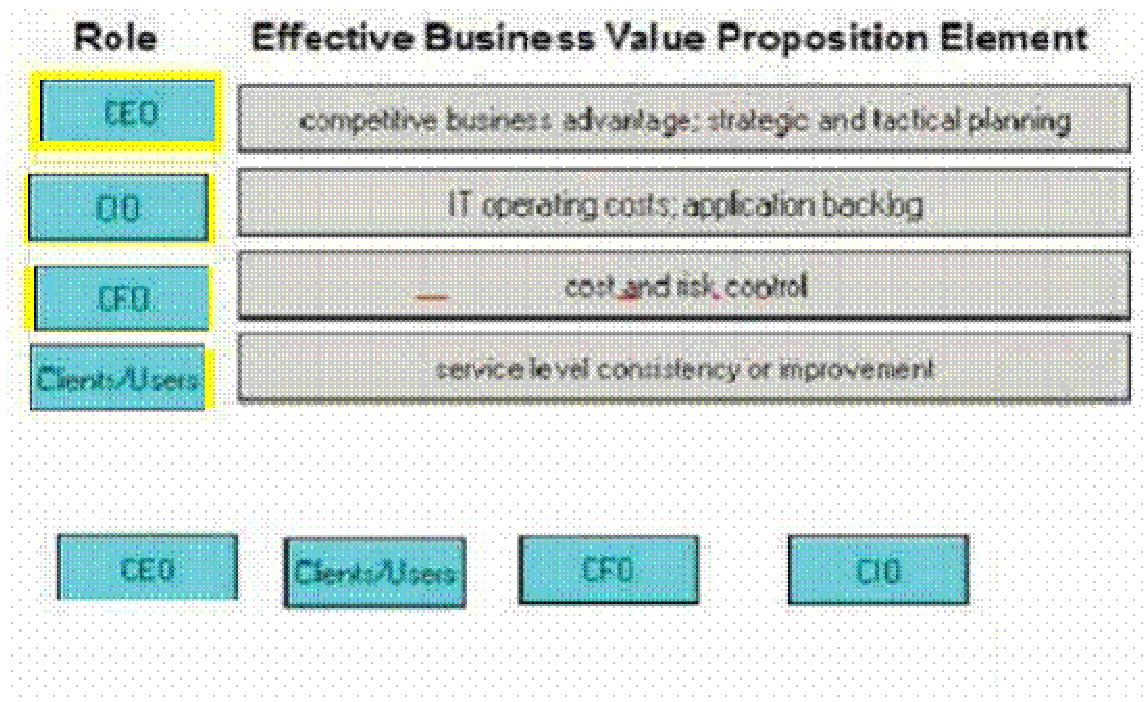 Role Effective Business Value Proposition Element
CEO competitive business advantage; strategic and tactical planning
CIO IT operating costs; application backlog
CFO cost and risk control
Clients/Users service level consistency or improvement
CEO Clients/Users CFO CIO